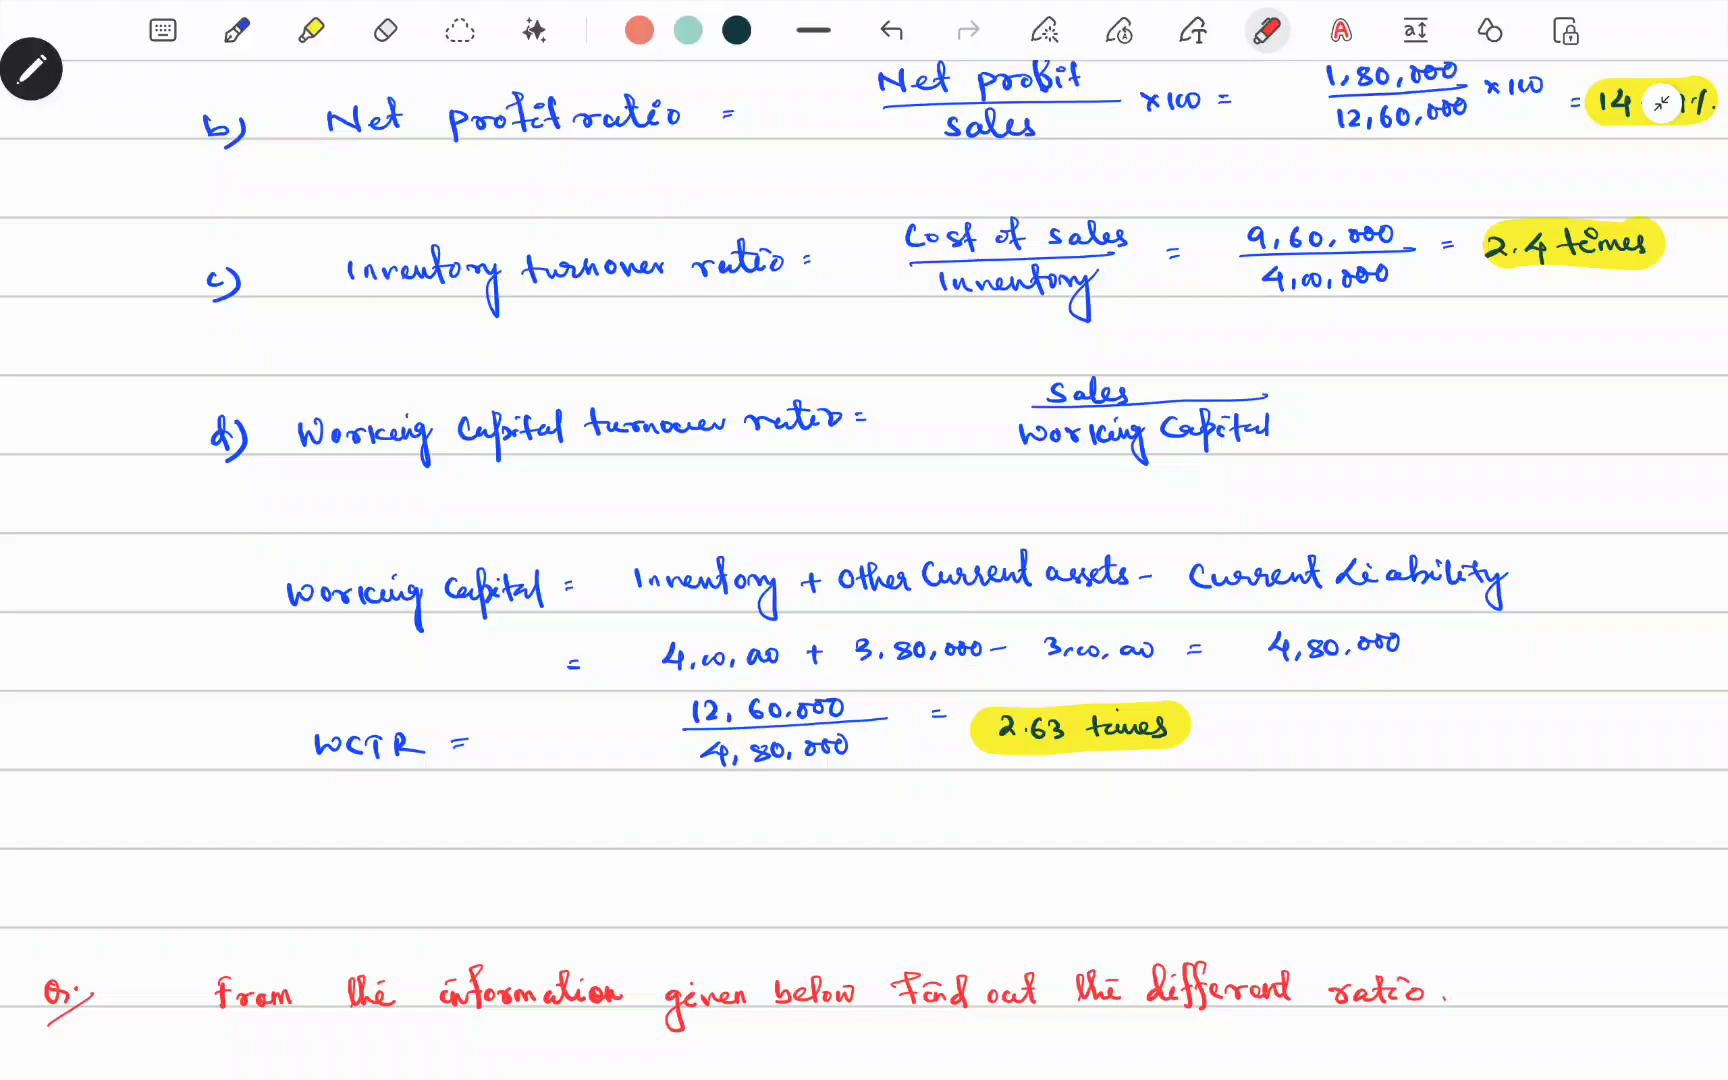 b) Net profit ratio = Net profit / sales ×100 = 1,80,000 / 12,60,000 ×100 = 14
c) Inventory turnover ratio = Cost of sales / Inventory = 9,60,000 / 4,00,000 = 2.4 times
d) Working Capital turnover ratio = Sales / Working Capital
Working Capital = Inventory + Other Current assets - Current Liability
= 4,00,000 + 3,80,000 - 3,00,000 = 4,80,000
WCTR = 12,60,000 / 4,80,000 = 2.63 times
Q. From the information given below Find out the different ratio.